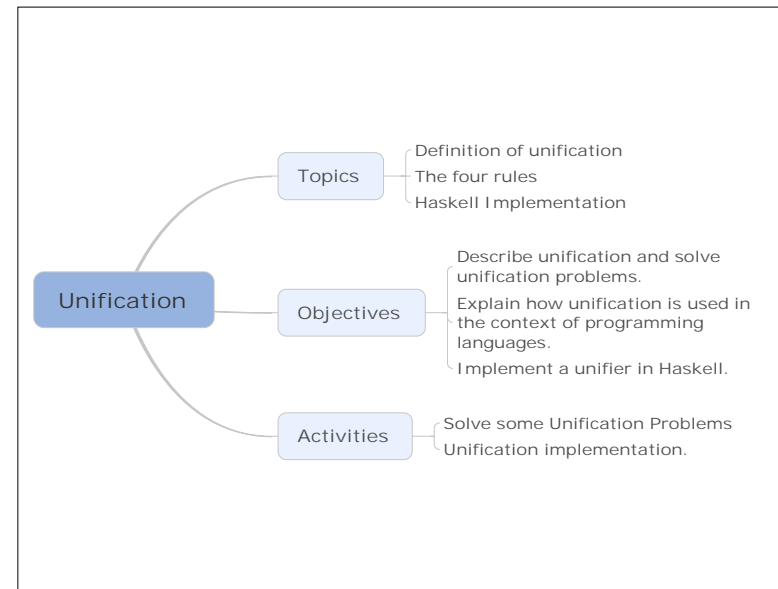 Unification
Topics
Definition of unification
The four rules
Haskell Implementation
Objectives
Describe unification and solve
unification problems.
Explain how unification is used in
the context of programming
languages.
Implement a unifier in Haskell.
Activities
Solve some Unification Problems
Unification implementation.